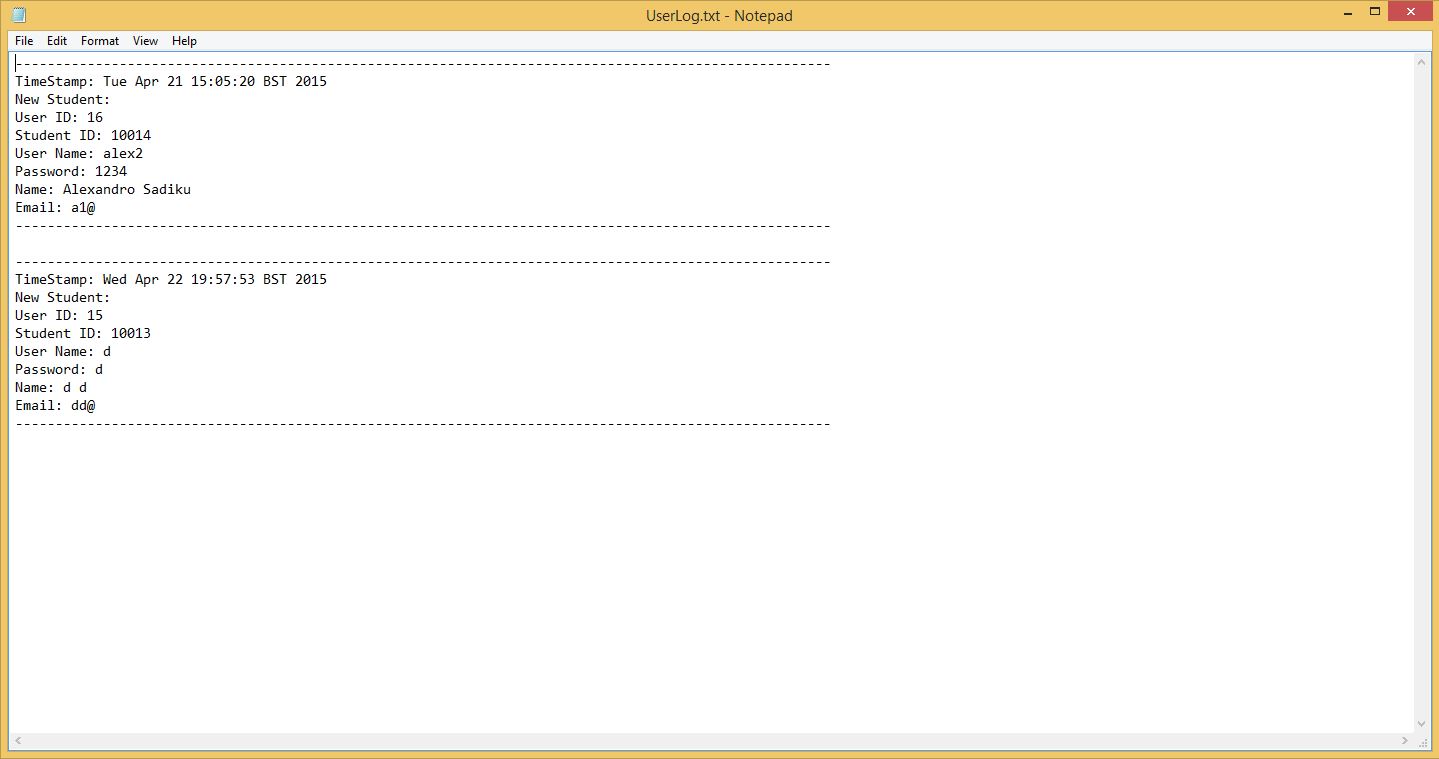 UserLog.txt - Notepad
File Edit Format View Help
------------------------------------------------------------------------------------------------------
TimeStamp: Tue Apr 21 15:05:20 BST 2015
New Student:
User ID: 16
Student ID: 10014
User Name: alex2
Password: 1234
Name: Alexandro Sadiku
Email: a1@
------------------------------------------------------------------------------------------------------
------------------------------------------------------------------------------------------------------
TimeStamp: Wed Apr 22 19:57:53 BST 2015
New Student:
User ID: 15
Student ID: 10013
User Name: d
Password: d
Name: d d
Email: dd@
------------------------------------------------------------------------------------------------------